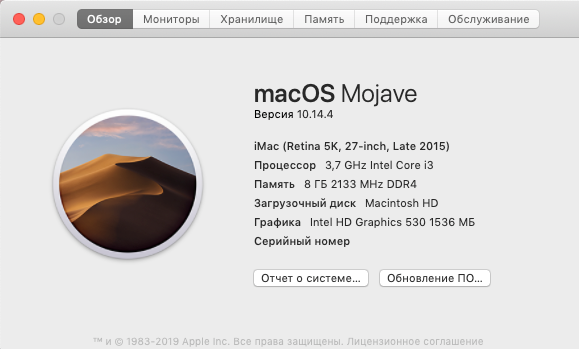 Обзор Мониторы Хранилище Память Поддержка Обслуживание
macOS Mojave
Версия 10.14.4
iMac (Retina 5K, 27-inch, Late 2015)
Процессор 3,7 GHz Intel Core i3
Память 8 ГБ 2133 MHz DDR4
Загрузочный диск Macintosh HD
Графика Intel HD Graphics 530 1536 МБ
Серийный номер
Отчет о системе... Обновление ПО...
™ и © 1983-2019 Apple Inc. Все права защищены. Лицензионное соглашение